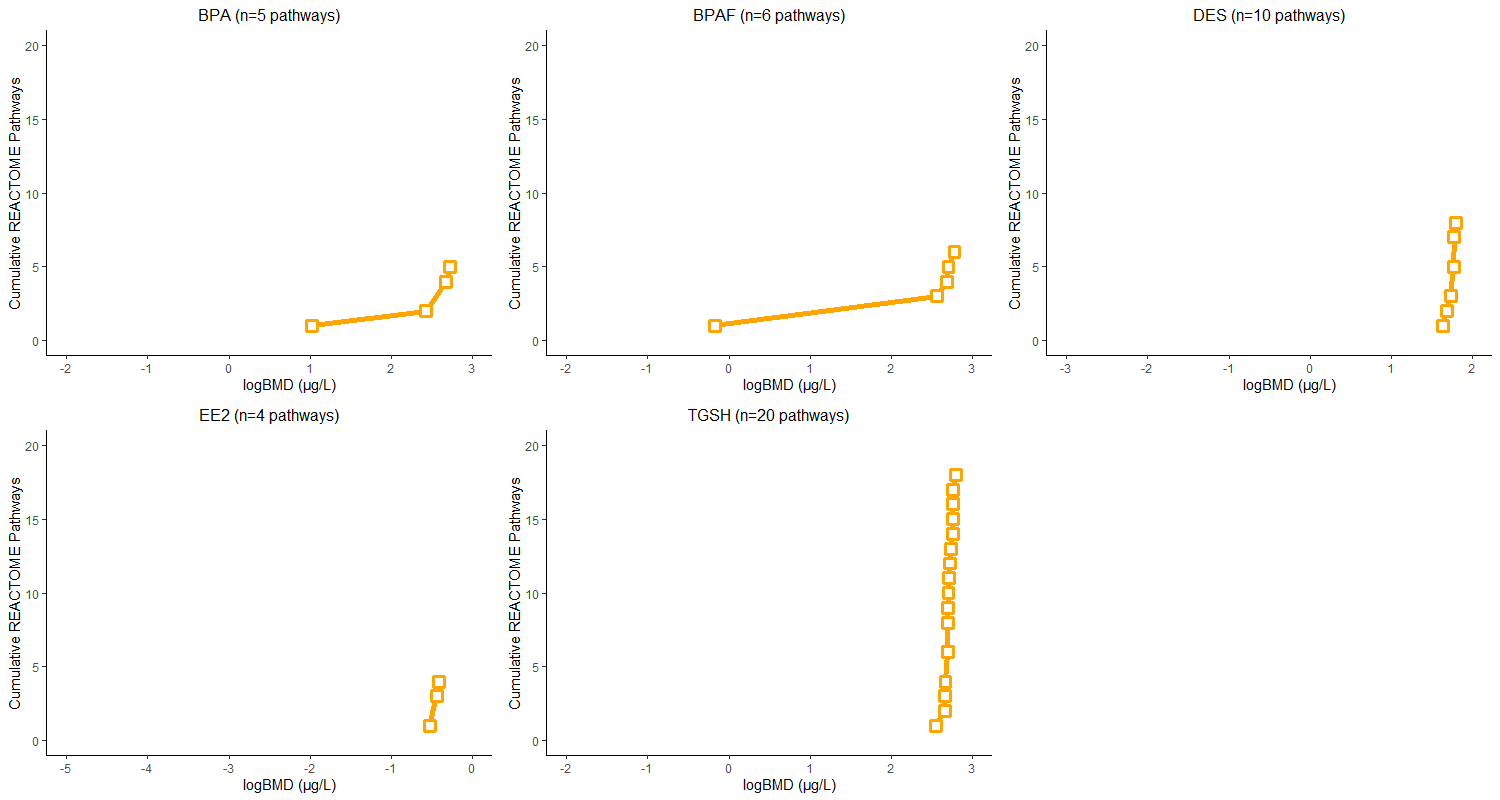 BPA (n=5 pathways)
Cumulative REACTOME Pathways
20
15
10
5
0
-2 -1 0 1 2 3
logBMD (µg/L)
BPAF (n=6 pathways)
Cumulative REACTOME Pathways
20
15
10
5
0
-2 -1 0 1 2 3
logBMD (µg/L)
DES (n=10 pathways)
Cumulative REACTOME Pathways
20
15
10
5
0
-3 -2 -1 0 1 2
logBMD (µg/L)
EE2 (n=4 pathways)
Cumulative REACTOME Pathways
20
15
10
5
0
-5 -4 -3 -2 -1 0
logBMD (µg/L)
TGSH (n=20 pathways)
Cumulative REACTOME Pathways
20
15
10
5
0
-2 -1 0 1 2 3
logBMD (µg/L)